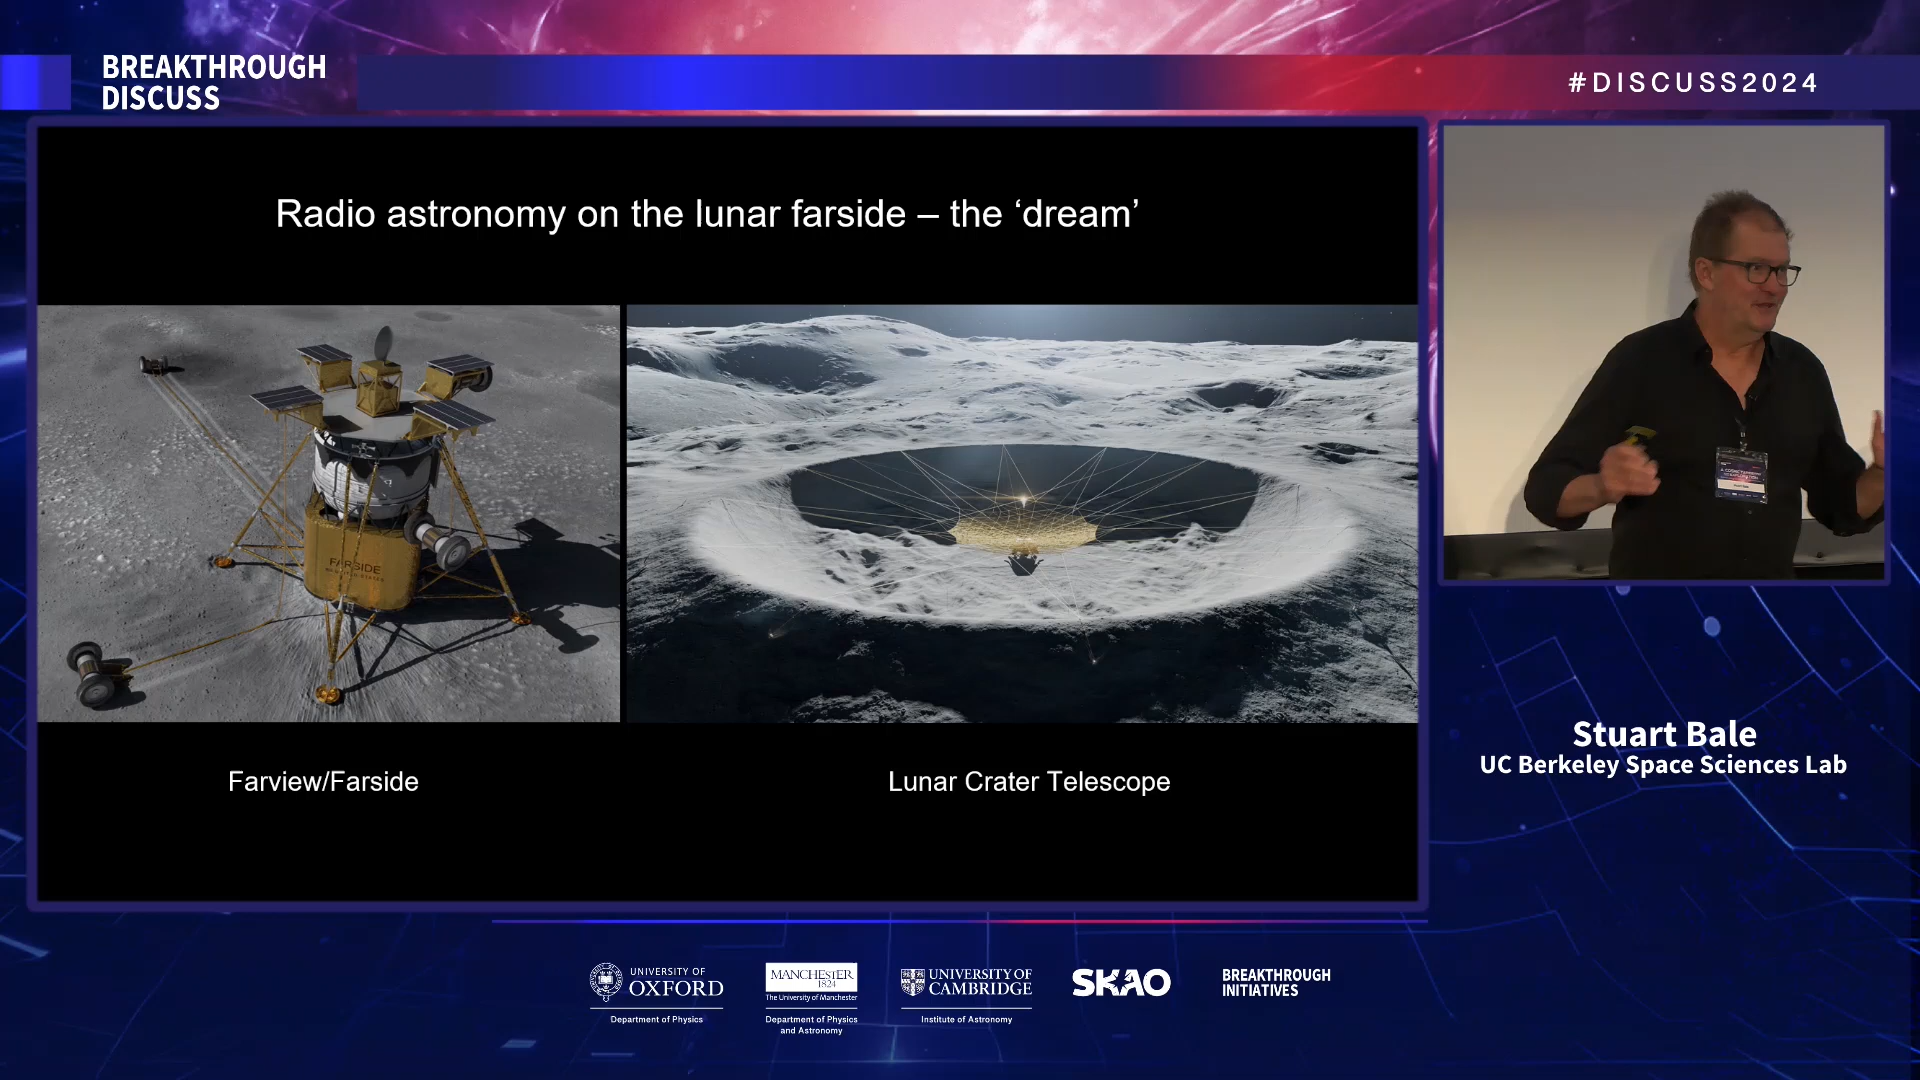 BREAKTHROUGH
DISCUSS
#DISCUSS2024
Radio astronomy on the lunar farside – the ‘dream’
FARSIDE
Farview/Farside
Lunar Crater Telescope
Stuart Bale
UC Berkeley Space Sciences Lab
UNIVERSITY OF
OXFORD
Department of Physics
MANCHESTER
1824
The University of Manchester
Department of Physics
and Astronomy
UNIVERSITY OF
CAMBRIDGE
Institute of Astronomy
SKAO
BREAKTHROUGH
INITIATIVES